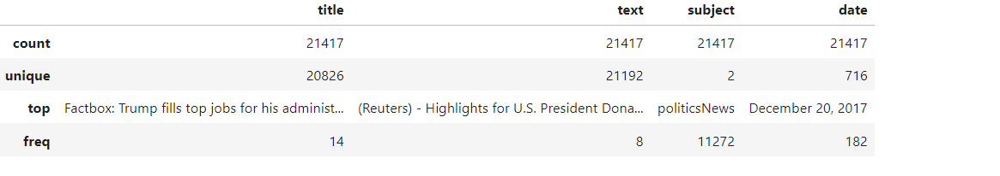 title text subject date
count 21417 21417 21417 21417
unique 20826 21192 2 716
top Factbox: Trump fills top jobs for his administ... (Reuters) - Highlights for U.S. President Dona... politicsNews December 20, 2017
freq 14 8 11272 182